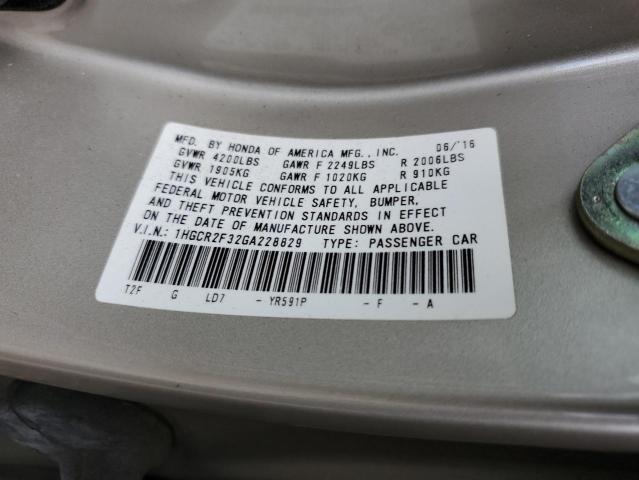 MFD. BY HONDA OF AMERICA MFG., INC. 06/16
GVWR 4200LBS GAWR F 2249LBS R 2006LBS
GVWR 1905KG GAWR F 1020KG R 910KG
THIS VEHICLE CONFORMS TO ALL APPLICABLE
FEDERAL MOTOR VEHICLE SAFETY, BUMPER,
AND THEFT PREVENTION STANDARDS IN EFFECT
ON THE DATE OF MANUFACTURE SHOWN ABOVE.
V.I.N.: 1HGCR2F32GA228829 TYPE: PASSENGER CAR
T2F G LD7 - YR591P - F - A